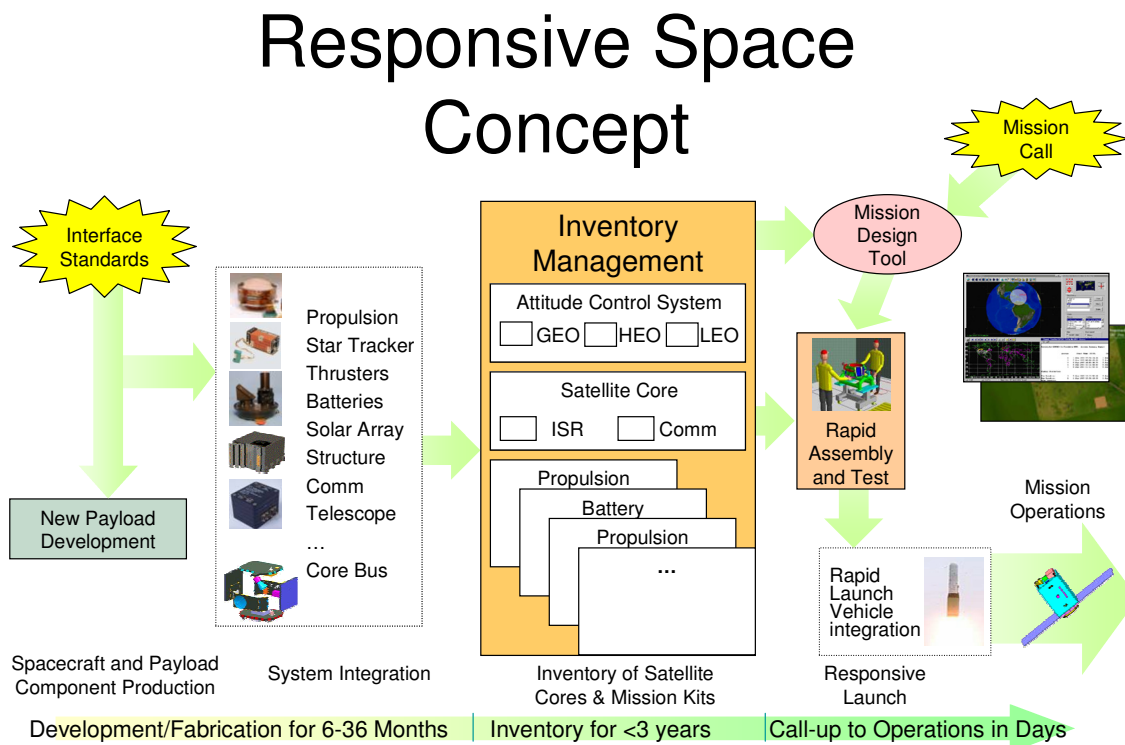 Responsive Space
Concept
Mission
Call
Interface
Standards
Propulsion
Star Tracker
Thrusters
Batteries
Solar Array
Structure
Comm
Telescope
…
Core Bus
New Payload
Development
Inventory
Management
Attitude Control System
GEO HEO LEO
Satellite Core
ISR Comm
Propulsion
Battery
Propulsion
...
Mission
Design
Tool
Rapid
Assembly
and Test
Mission
Operations
Rapid
Launch
Vehicle
integration
Spacecraft and Payload
Component Production
System Integration
Inventory of Satellite
Cores & Mission Kits
Responsive
Launch
Development/Fabrication for 6-36 Months
Inventory for <3 years
Call-up to Operations in Days